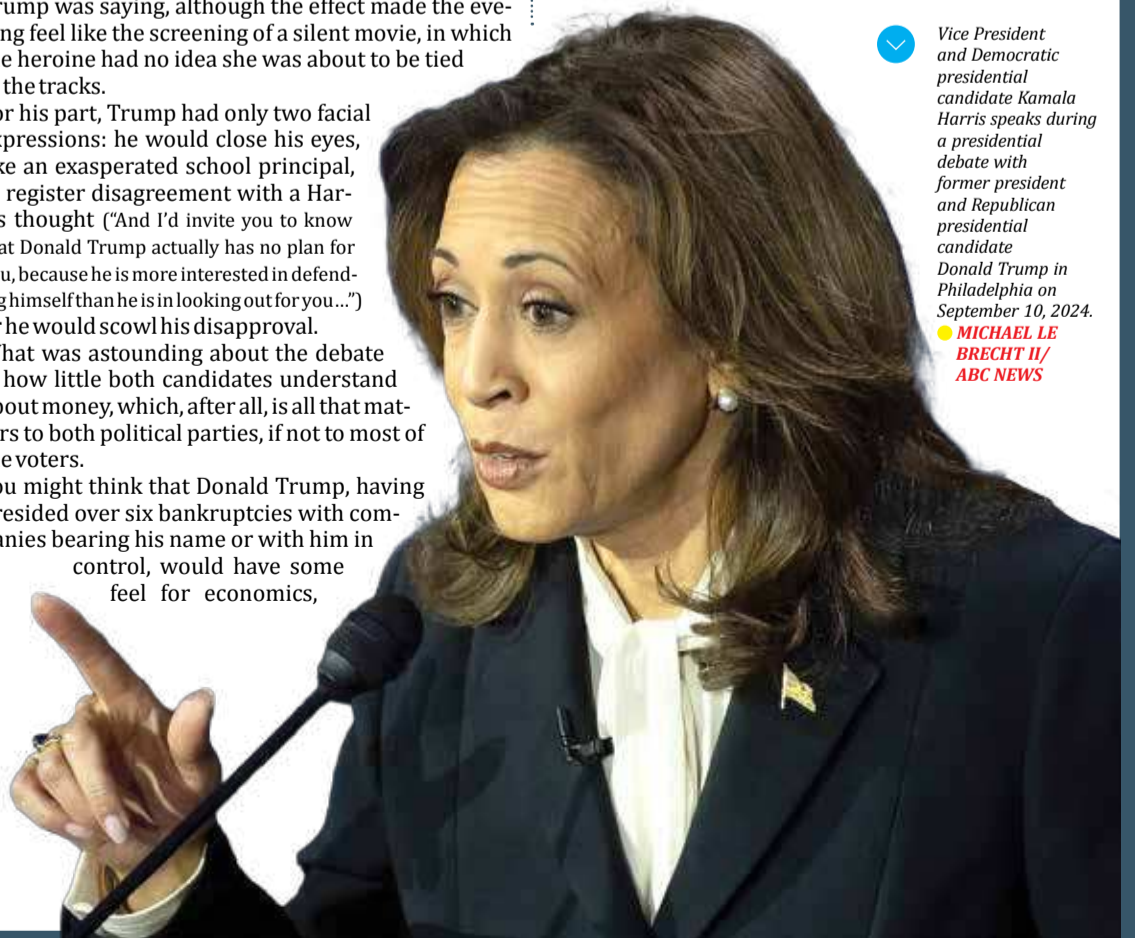 rump was saying, although the effect made the eve-
ng feel like the screening of a silent movie, in which
e heroine had no idea she was about to be tied
the tracks.
or his part, Trump had only two facial
xpressions: he would close his eyes,
ke an exasperated school principal,
register disagreement with a Har-
s thought (“And I’d invite you to know
at Donald Trump actually has no plan for
u, because he is more interested in defend-
g himself than he is in looking out for you...”)
r he would scowl his disapproval.
hat was astounding about the debate
how little both candidates understand
bout money, which, after all, is all that mat-
rs to both political parties, if not to most of
e voters.
ou might think that Donald Trump, having
resided over six bankruptcies with com-
anies bearing his name or with him in
control, would have some
feel for economics,
Vice President
and Democratic
presidential
candidate Kamala
Harris speaks during
a presidential
debate with
former president
and Republican
presidential
candidate
Donald Trump in
Philadelphia on
September 10, 2024.
MICHAEL LE
BRECHT II/
ABC NEWS